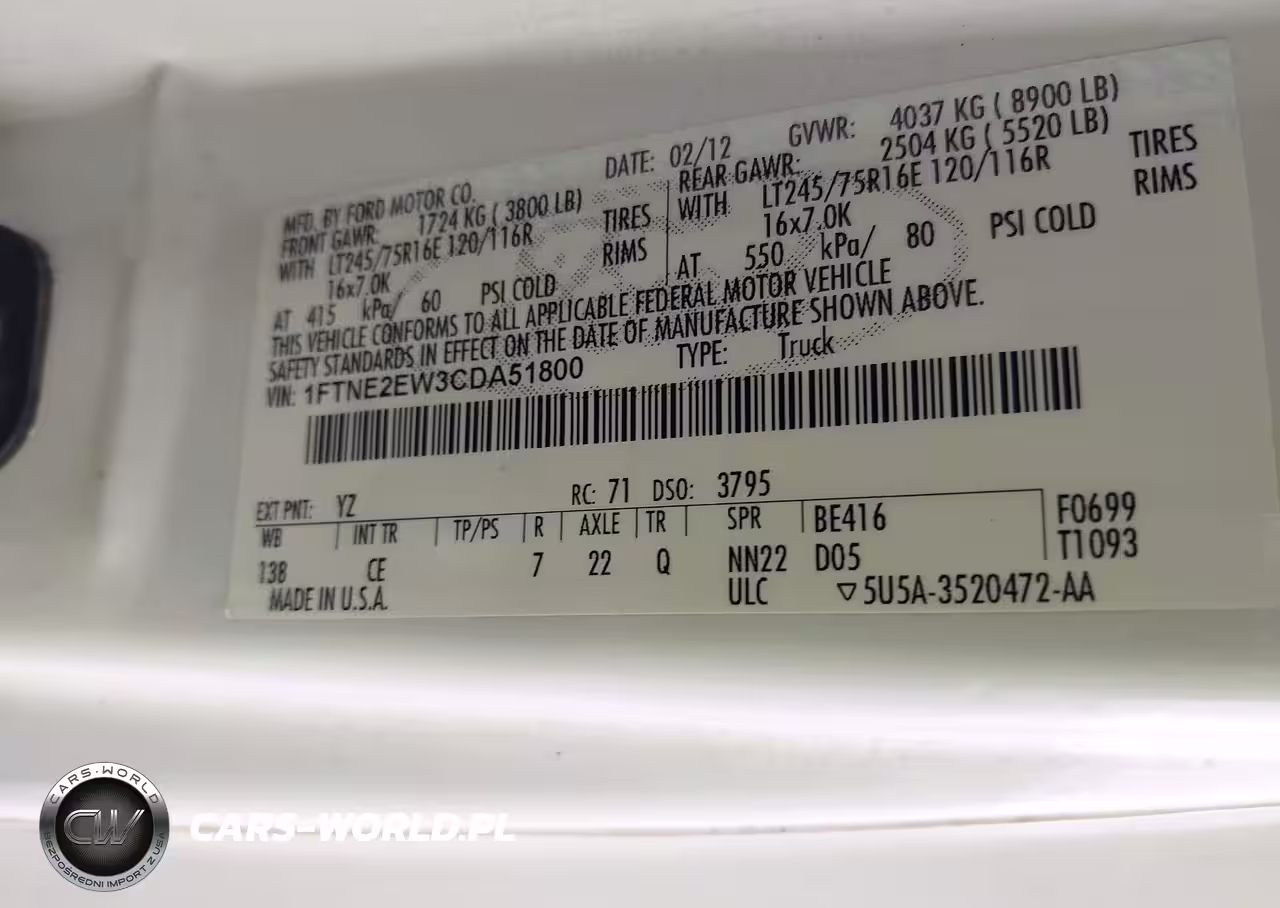 DATE: 02/12 GVWR: 4037 KG ( 8900 LB)
MFD. BY FORD MOTOR CO.
FRONT GAWR: 1724 KG ( 3800 LB)
WITH LT245/75R16E 120/116R TIRES
16x7.0K RIMS
AT 415 kPa/ 60 PSI COLD
REAR GAWR: 2504 KG ( 5520 LB)
WITH LT245/75R16E 120/116R TIRES
16x7.0K RIMS
AT 550 kPa/ 80 PSI COLD
THIS VEHICLE CONFORMS TO ALL APPLICABLE FEDERAL MOTOR VEHICLE
SAFETY STANDARDS IN EFFECT ON THE DATE OF MANUFACTURE SHOWN ABOVE.
VIN: 1FTNE2EW3CDA51800 TYPE: Truck
EXT PNT: YZ RC: 71 DSO: 3795
WB INT TR TP/PS R AXLE TR SPR BE416 F0699
138 CE 7 22 Q NN22 D05 T1093
MADE IN U.S.A. ULC ▽5U5A-3520472-AA
CARS-WORLD
CW
BEZPOŚREDNI IMPORT Z USA
CARS-WORLD.PL